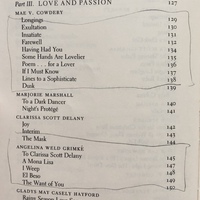 Part III. LOVE AND PASSION 127
MAE V. COWDERY
Longings 129
Exultation 130
Insatiate 131
Farewell 132
Having Had You 134
Some Hands Are Lovelier 135
Poem . . . for a Lover 136
If I Must Know 137
Lines to a Sophisticate 138
Dusk 139
MARJORIE MARSHALL
To a Dark Dancer 140
Night's Protégé 141
CLARISSA SCOTT DELANY
Joy 142
Interim 143
The Mask 144
ANGELINA WELD GRIMKÉ
To Clarissa Scott Delany 145
A Mona Lisa 147
I Weep 148
El Beso 149
The Want of You 150
GLADYS MAY CASELY HAYFORD